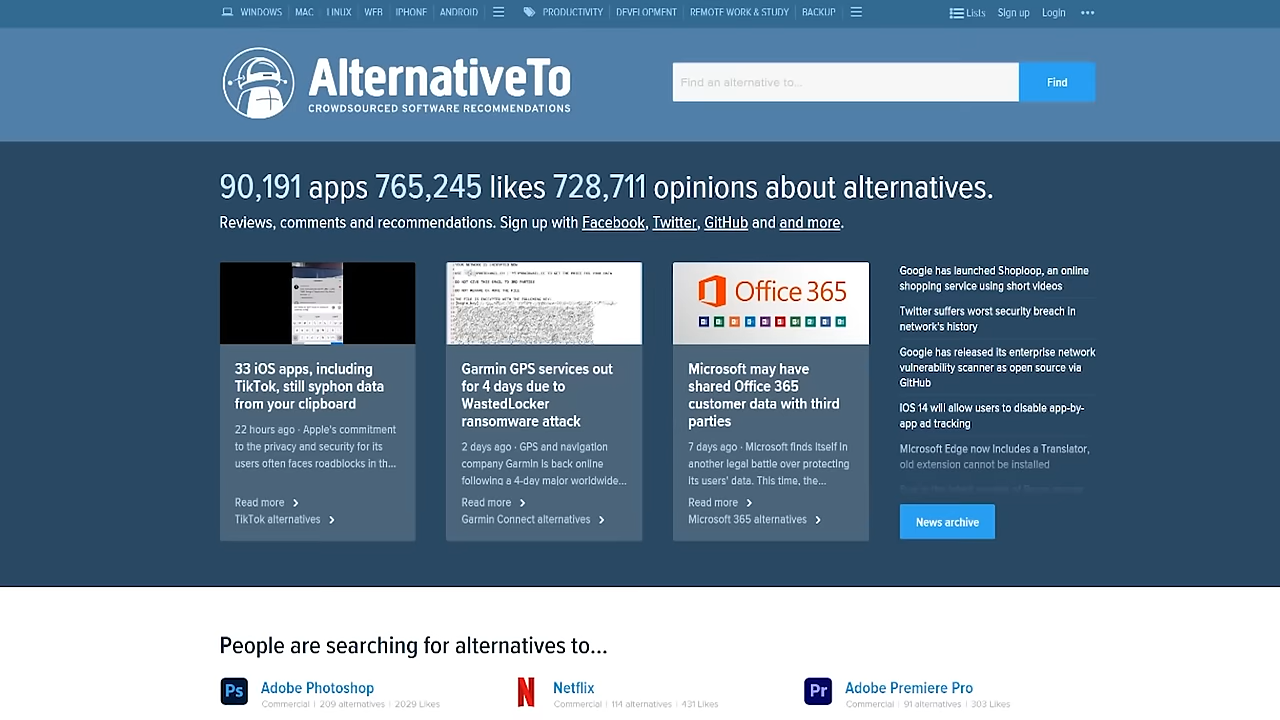 WINDOWS MAC LINUX WEB IPHONE ANDROID PRODUCTIVITY DEVELOPMENT REMOTE WORK & STUDY BACKUP Lists Sign up Login
AlternativeTo
CROWDSOURCED SOFTWARE RECOMMENDATIONS
Find an alternative to...
Find
90,191 apps 765,245 likes 728,711 opinions about alternatives.
Reviews, comments and recommendations. Sign up with Facebook, Twitter, GitHub and and more.
33 iOS apps, including
TikTok, still syphon data
from your clipboard
22 hours ago · Apple's commitment
to the privacy and security for its
users often faces roadblocks in th...
Read more
TikTok alternatives
Garmin GPS services out
for 4 days due to
WastedLocker
ransomware attack
2 days ago · GPS and navigation
company Garmin is back online
following a 4-day major worldwide...
Read more
Garmin Connect alternatives
Office 365
Microsoft may have
shared Office 365
customer data with third
parties
7 days ago · Microsoft finds itself in
another legal battle over protecting
its users' data. This time, the...
Read more
Microsoft 365 alternatives
Google has launched Shoploop, an online
shopping service using short videos
Twitter suffers worst security breach in
network's history
Google has released its enterprise network
vulnerability scanner as open source via
GitHub
iOS 14 will allow users to disable app-by-
app ad tracking
Microsoft Edge now includes a Translator,
old extension cannot be installed
News archive
People are searching for alternatives to...
Ps Adobe Photoshop
Commercial | 209 alternatives | 2029 Likes
N Netflix
Commercial | 114 alternatives | 431 Likes
Pr Adobe Premiere Pro
Commercial | 91 alternatives | 303 Likes